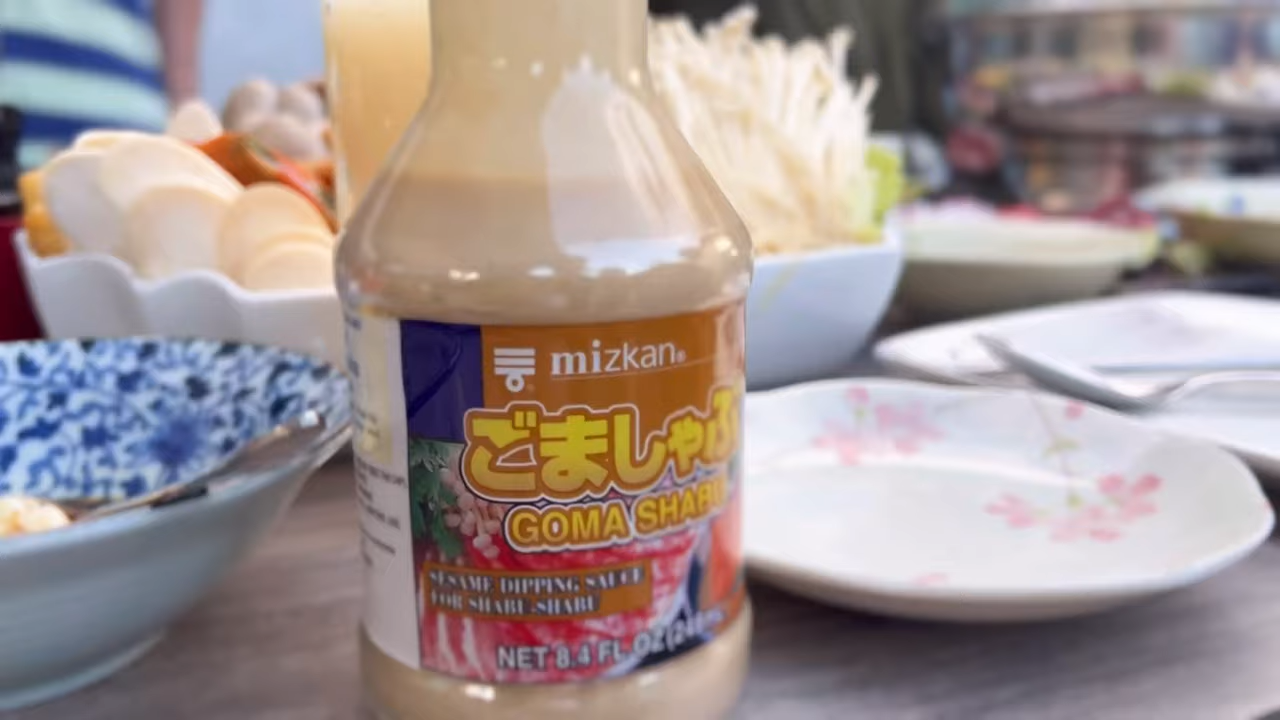 mizkan®
ごましゃぶ
GOMA SHABU
SESAME DIPPING SAUCE
FOR SHABU-SHABU
NET 8.4 FL OZ